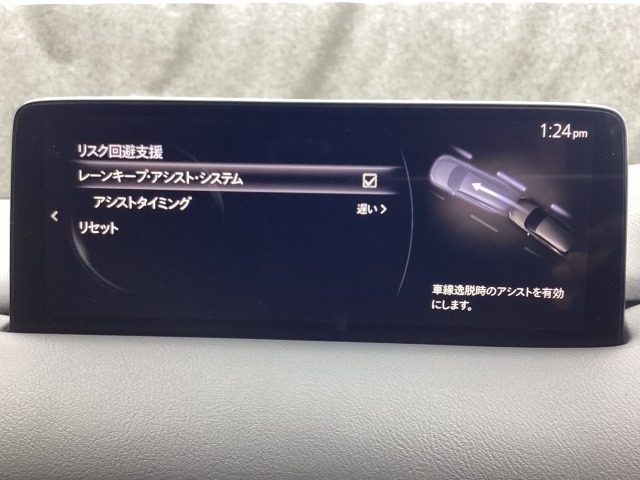 1:24pm
リスク回避支援
レーンキープ・アシスト・システム
アシストタイミング 遅い
リセット
車線逸脱時のアシストを有効
にします。